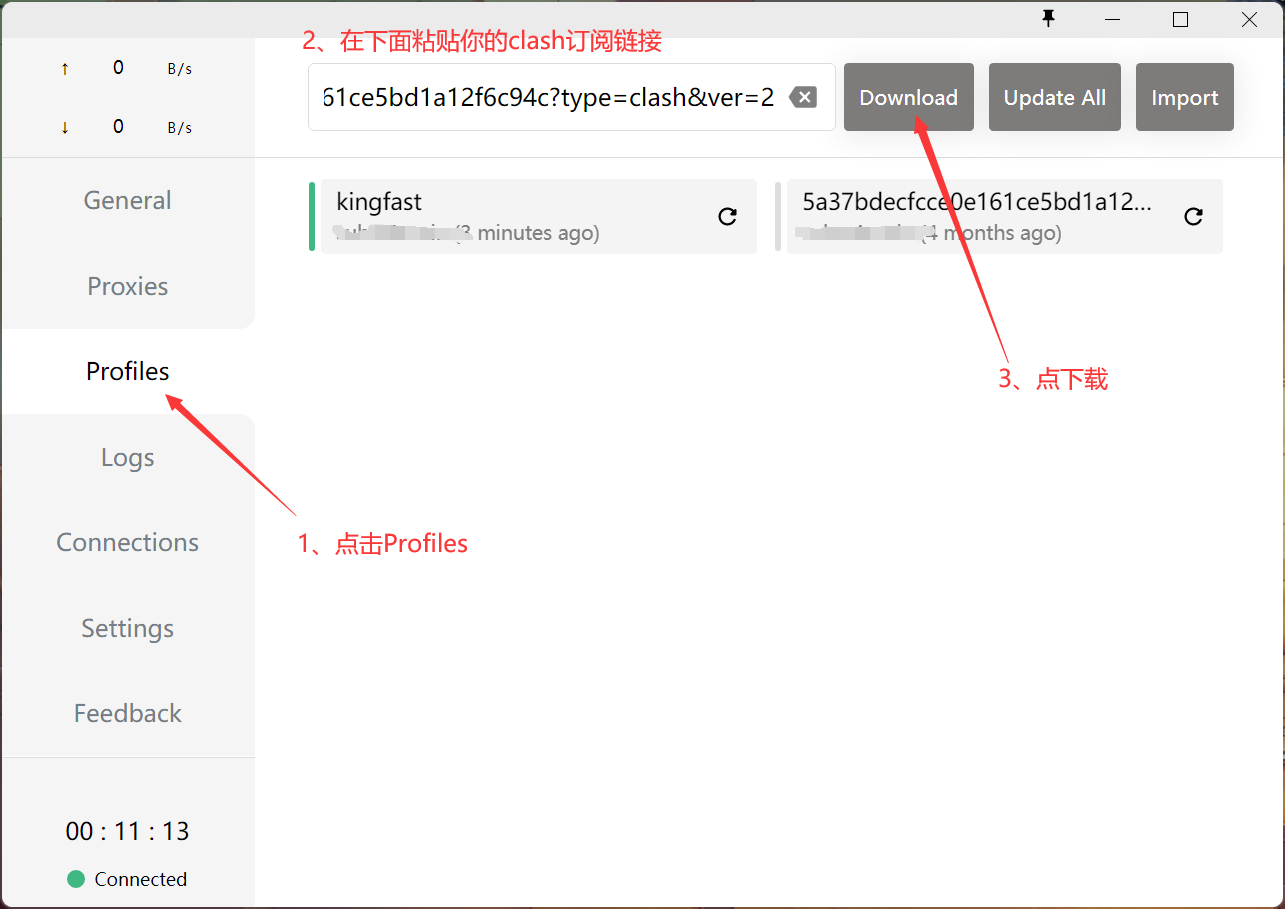 2、在下面粘贴你的clash订阅链接
↑ 0 B/s
↓ 0 B/s
61ce5bd1a12f6c94c?type=clash&ver=2
Download
Update All
Import
General
Proxies
Profiles
Logs
Connections
Settings
Feedback
kingfast
(3 minutes ago)
5a37bdecfcce0e161ce5bd1a12...
(4 months ago)
3、点下载
1、点击Profiles
00 : 11 : 13
Connected